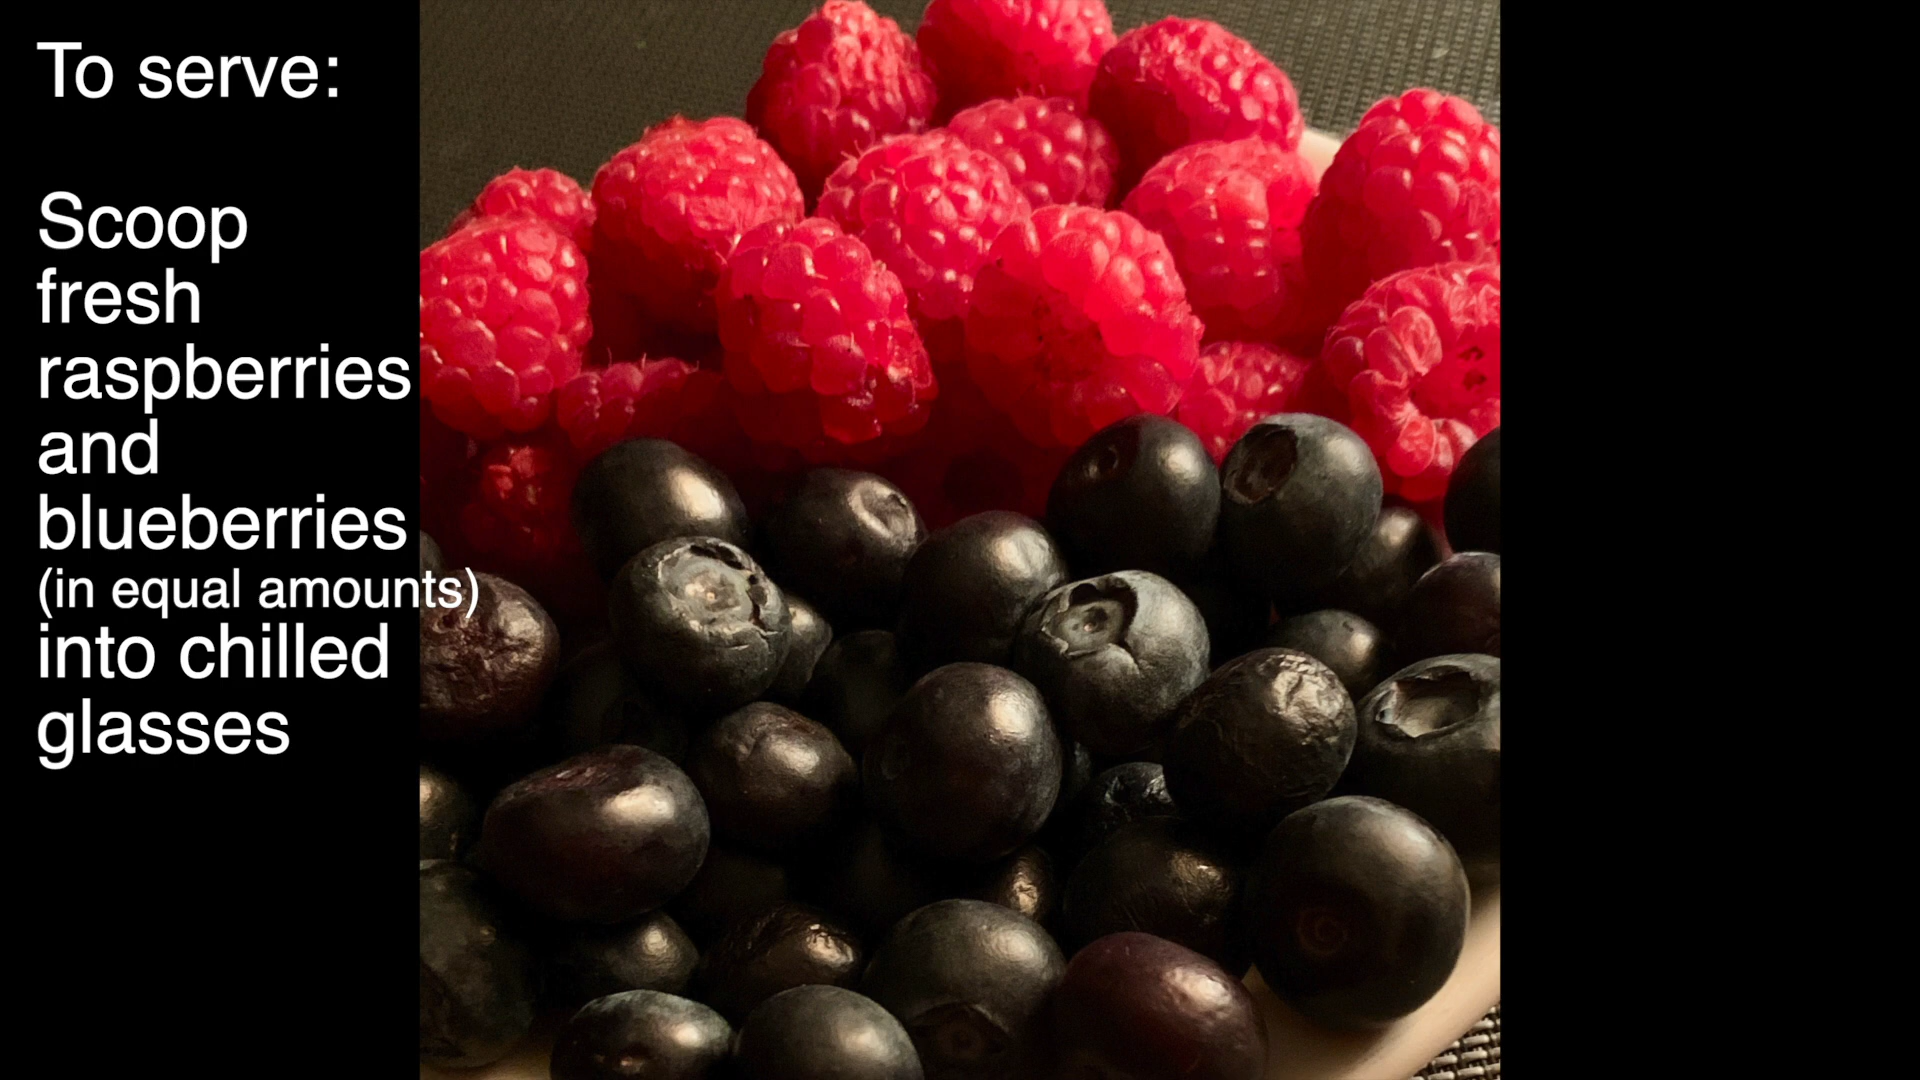 To serve:
Scoop
fresh
raspberries
and
blueberries
(in equal amounts)
into chilled
glasses